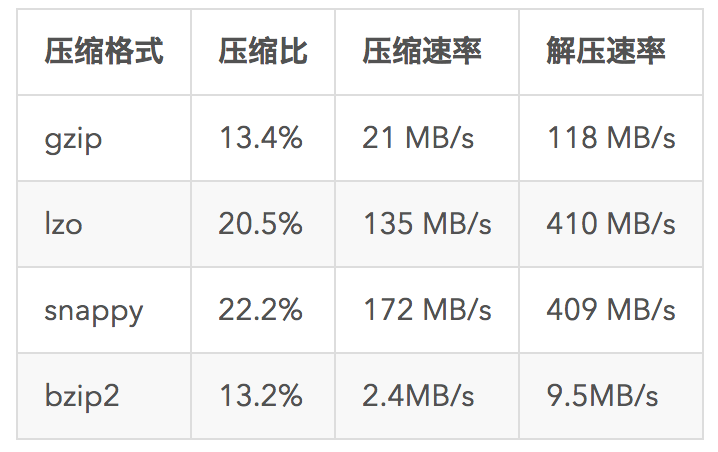 压缩格式 压缩比 压缩速率 解压速率
gzip 13.4% 21 MB/s 118 MB/s
lzo 20.5% 135 MB/s 410 MB/s
snappy 22.2% 172 MB/s 409 MB/s
bzip2 13.2% 2.4MB/s 9.5MB/s